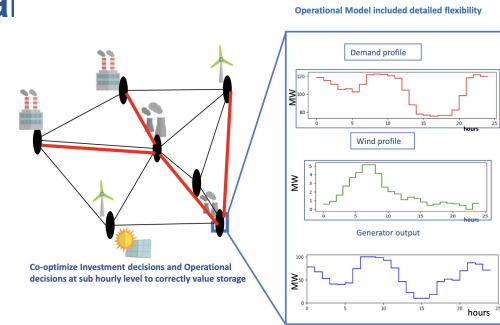 al
Operational Model included detailed flexibility
Demand profile
MW
120
100
80
0 5 10 15 20 25
hours
Wind profile
MW
5
4
3
2
1
0
0 5 10 15 20 25
hours
Generator output
MW
100
50
0
0 5 10 15 20 25
hours
Co-optimize Investment decisions and Operational
decisions at sub hourly level to correctly value storage